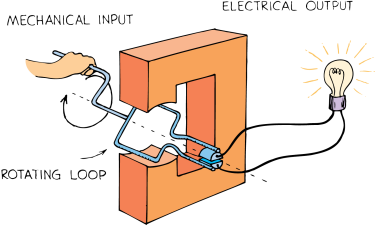 ELECTRICAL OUTPUT
MECHANICAL INPUT
ROTATING LOOP